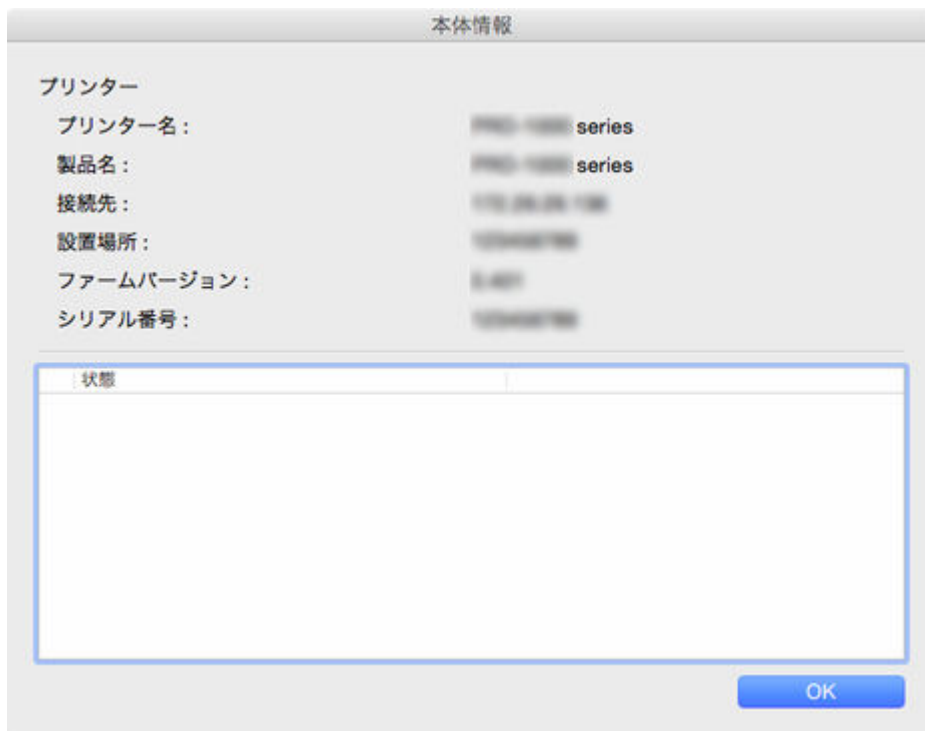 本体情報
プリンター
プリンター名 : series
製品名 : series
接続先 :
設置場所 :
ファームバージョン :
シリアル番号 :
状態
OK